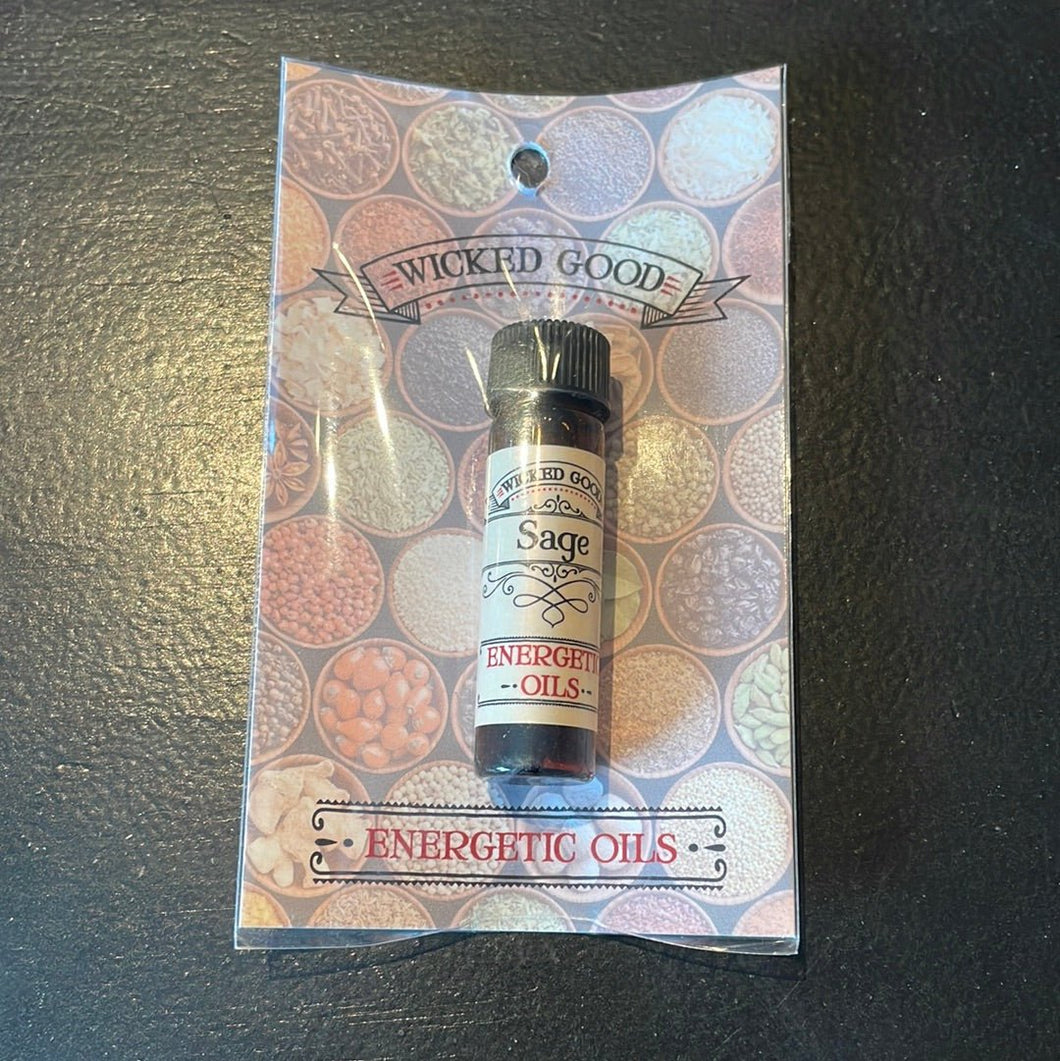 WICKED GOOD
WICKED GOOD
Sage
ENERGETI
OILS
ENERGETIC OILS